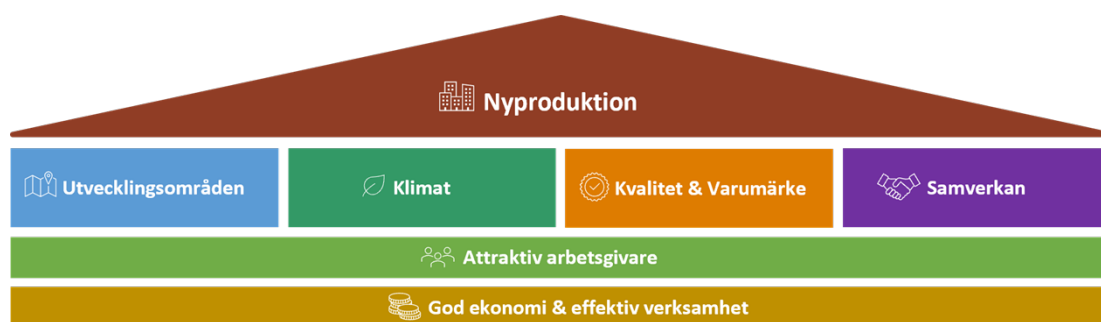 Nyproduktion
Utvecklingsområden
Klimat
Kvalitet & Varumärke
Samverkan
Attraktiv arbetsgivare
God ekonomi & effektiv verksamhet